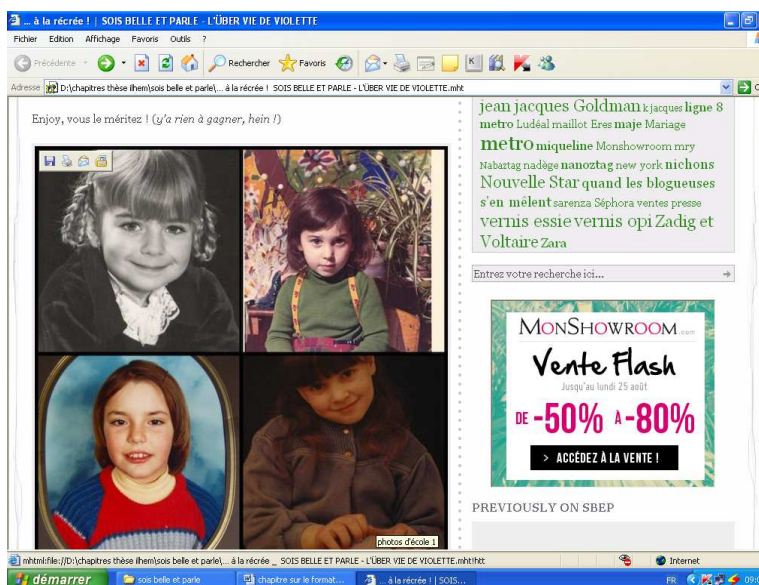 ... à la récrée ! | SOIS BELLE ET PARLE - L'ÜBER VIE DE VIOLETTE
Fichier Edition Affichage Favoris Outils ?
Précédente Rechercher Favoris
Adresse D:\chapitres thèse ilhem\sois belle et parle\... à la récrée ! SOIS BELLE ET PARLE - L'ÜBER VIE DE VIOLETTE.mht
Enjoy, vous le méritez ! (y'a rien à gagner, hein !)
jean jacques Goldman k jacques ligne 8
metro Ludéal maillot Eres maje Mariage
metro miqueline Monshowroom mry
Nabaztag nadège nanoztag new york nichons
Nouvelle Star quand les blogueuses
s'en mêlent sarenza Séphora ventes presse
vernis essie vernis opi Zadig et
Voltaire Zara
Entrez votre recherche ici...
MONSHOWROOM.com
Vente Flash
Jusqu'au lundi 25 août
DE -50% À -80%
> ACCÉDEZ À LA VENTE !
PREVIOUSLY ON SBEP
photos d'école 1
mhtml:file://D:\chapitres thèse ilhem\sois belle et parle\... à la récrée _ SOIS BELLE ET PARLE - L'ÜBER VIE DE VIOLETTE.mht!htt
Internet
démarrer
sois belle et parle
chapitre sur le format...
... à la récrée ! | SOIS...
FR